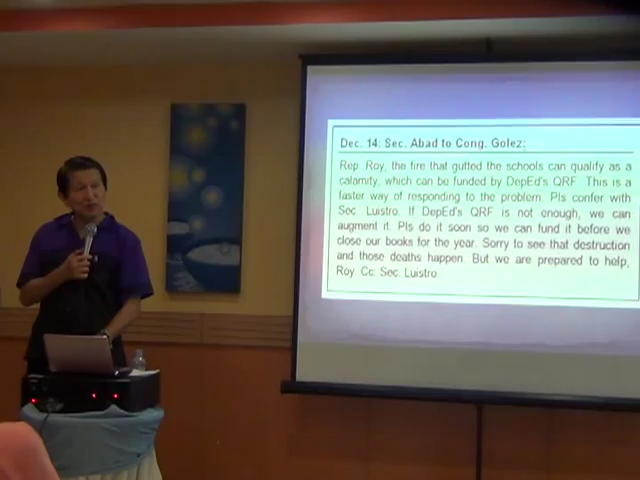 Dec. 14: Sec. Abad to Cong. Golez:
Rep. Roy, the fire that gutted the schools can qualify as a
calamity, which can be funded by DepEd's QRF. This is a
faster way of responding to the problem. Pls confer with
Sec. Luistro. If DepEd's QRF is not enough, we can
augment it. Pls do it soon so we can fund it before we
close our books for the year. Sorry to see that destruction
and those deaths happen. But we are prepared to help,
Roy. Cc: Sec. Luistro.